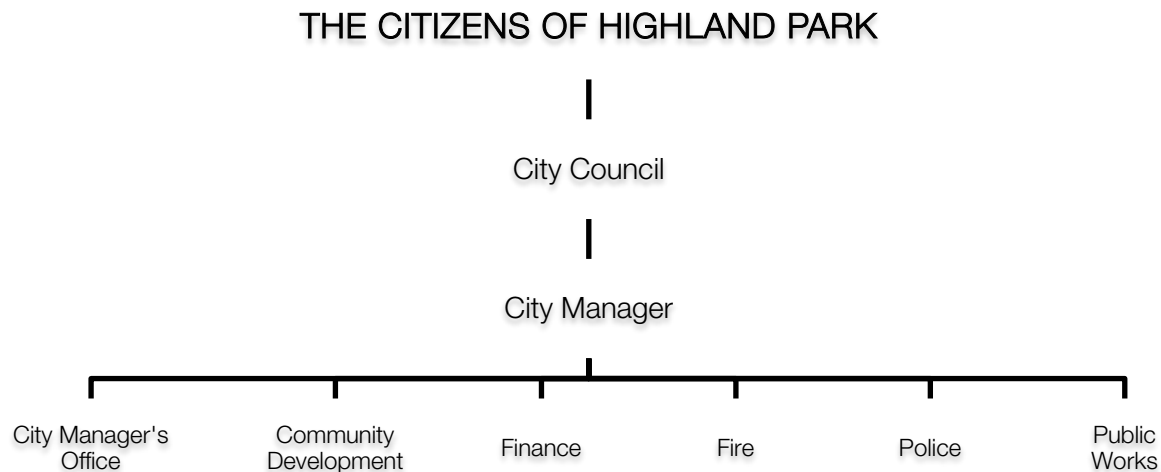 THE CITIZENS OF HIGHLAND PARK
City Council
City Manager
City Manager's
Office
Community
Development
Finance
Fire
Police
Public
Works